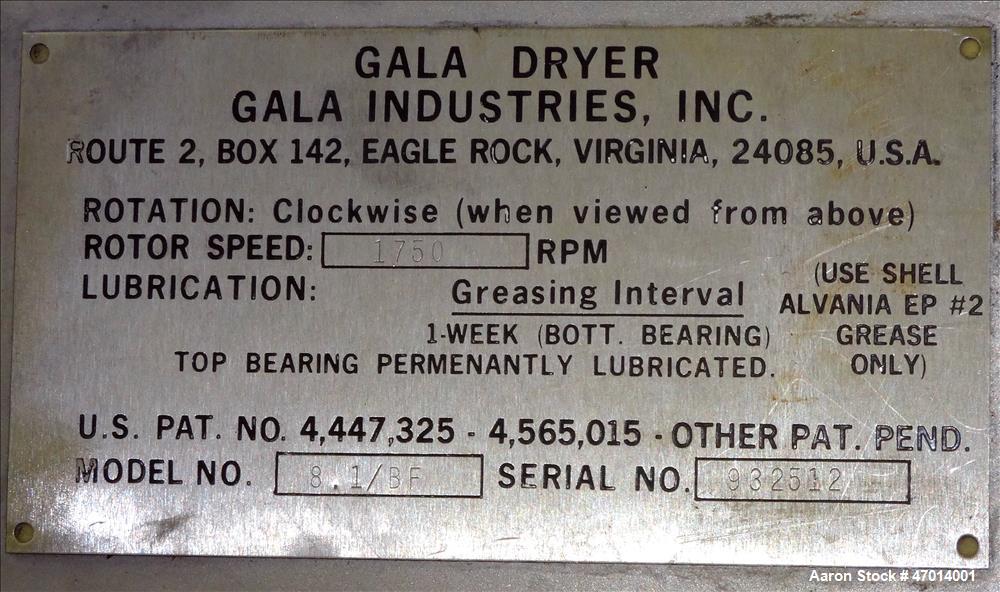 GALA DRYER
GALA INDUSTRIES, INC.
ROUTE 2, BOX 142, EAGLE ROCK, VIRGINIA, 24085, U.S.A.
ROTATION: Clockwise (when viewed from above)
ROTOR SPEED: 1750 RPM
LUBRICATION: Greasing Interval
1-WEEK (BOTT. BEARING)
TOP BEARING PERMENANTLY LUBRICATED.
(USE SHELL
ALVANIA EP #2
GREASE
ONLY)
U.S. PAT. NO. 4,447,325 - 4,565,015 - OTHER PAT. PEND.
MODEL NO. 8.1/BF SERIAL NO. 932512
Aaron Stock # 47014001